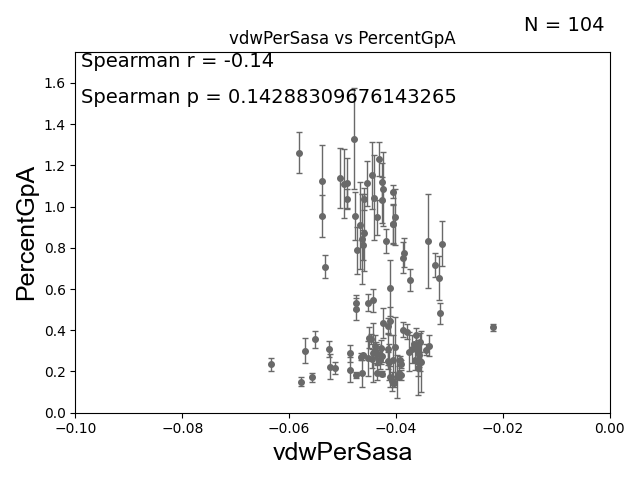 N = 104
vdwPerSasa vs PercentGpA
Spearman r = -0.14
Spearman p = 0.14288309676143265
1.6
1.4
1.2
1.0
0.8
0.6
0.4
0.2
0.0
PercentGpA
−0.10 −0.08 −0.06 −0.04 −0.02 0.00
vdwPerSasa